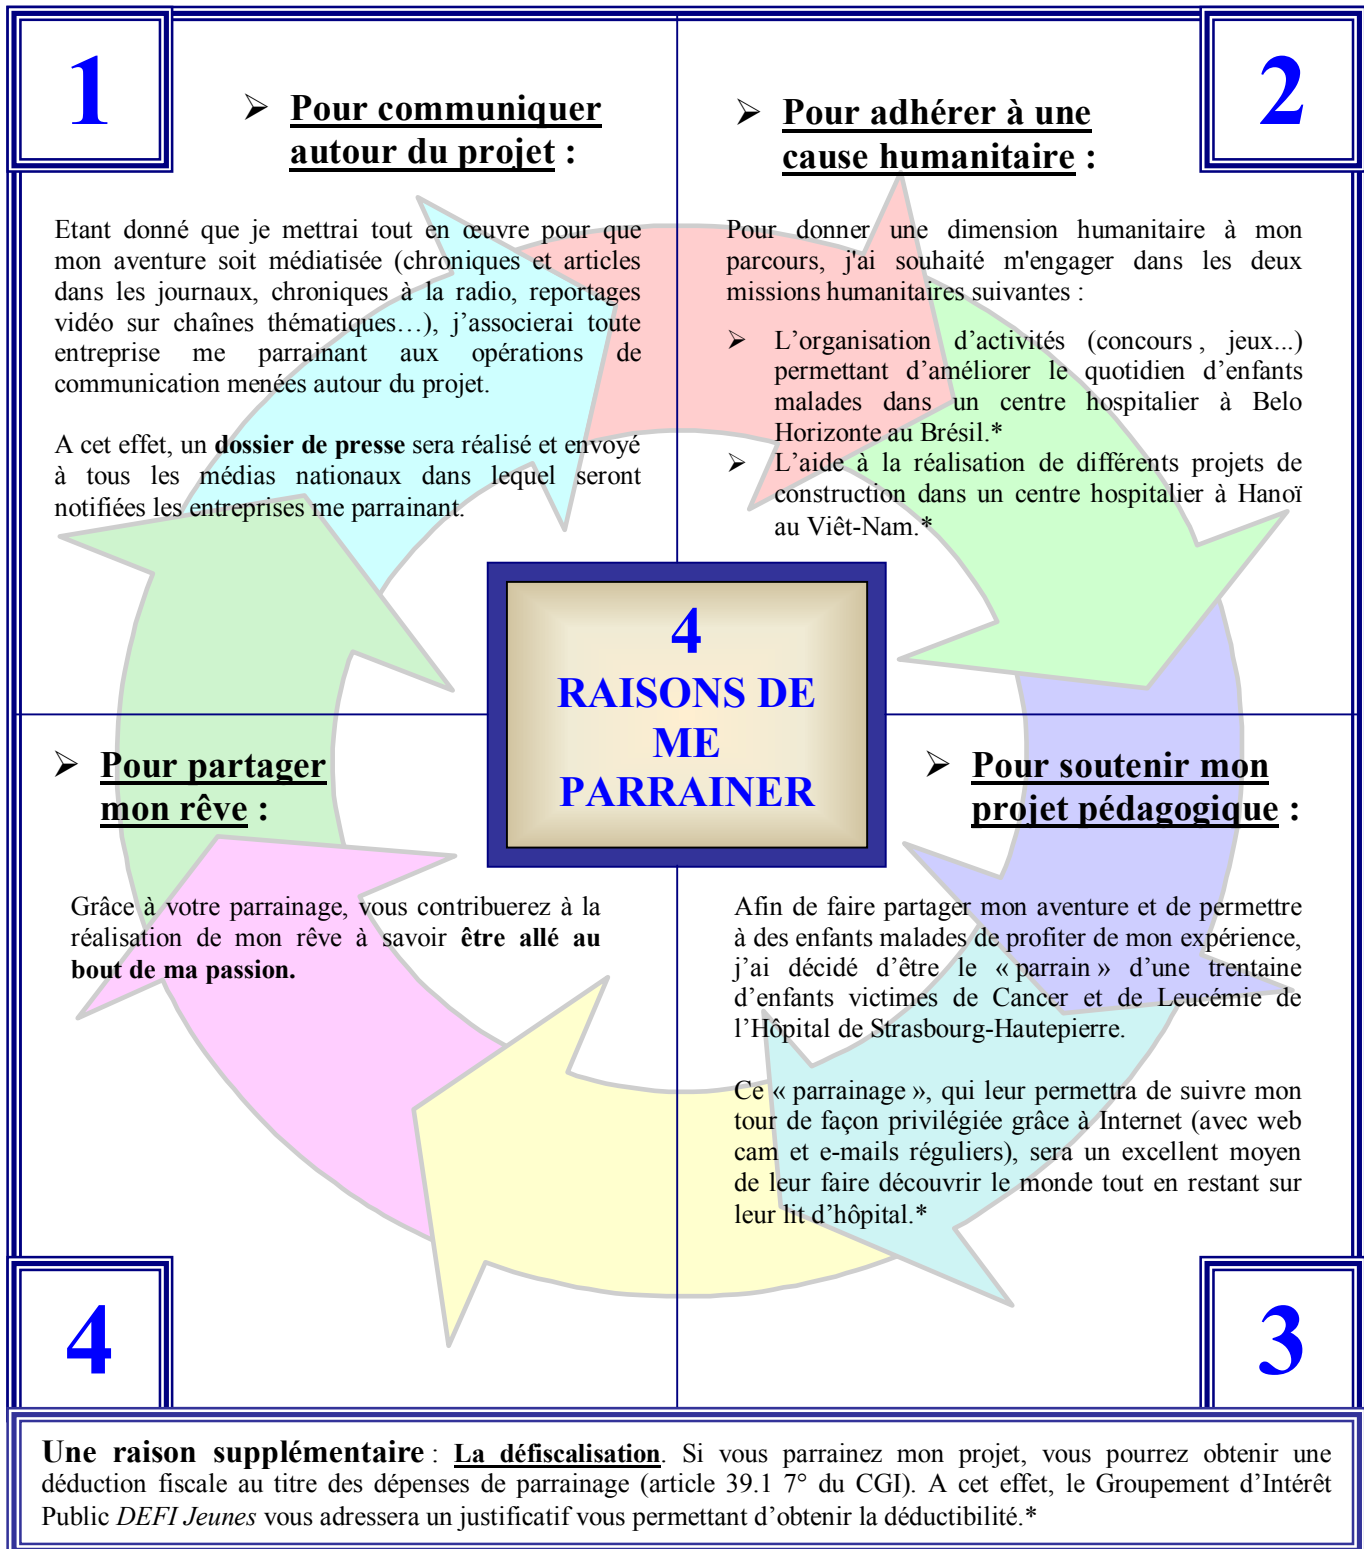 1
➢ Pour communiquer
autour du projet :
Etant donné que je mettrai tout en œuvre pour que
mon aventure soit médiatisée (chroniques et articles
dans les journaux, chroniques à la radio, reportages
vidéo sur chaînes thématiques…), j’associerai toute
entreprise me parrainant aux opérations de
communication menées autour du projet.
A cet effet, un dossier de presse sera réalisé et envoyé
à tous les médias nationaux dans lequel seront
notifiées les entreprises me parrainant.
2
➢ Pour adhérer à une
cause humanitaire :
Pour donner une dimension humanitaire à mon
parcours, j'ai souhaité m'engager dans les deux
missions humanitaires suivantes :
➢ L’organisation d’activités (concours , jeux...)
permettant d’améliorer le quotidien d’enfants
malades dans un centre hospitalier à Belo
Horizonte au Brésil.*
➢ L’aide à la réalisation de différents projets de
construction dans un centre hospitalier à Hanoï
au Viêt-Nam.*
4
RAISONS DE
ME
PARRAINER
➢ Pour soutenir mon
projet pédagogique :
Afin de faire partager mon aventure et de permettre
à des enfants malades de profiter de mon expérience,
j’ai décidé d’être le « parrain » d’une trentaine
d’enfants victimes de Cancer et de Leucémie de
l’Hôpital de Strasbourg-Hautepierre.
Ce « parrainage », qui leur permettra de suivre mon
tour de façon privilégiée grâce à Internet (avec web
cam et e-mails réguliers), sera un excellent moyen
de leur faire découvrir le monde tout en restant sur
leur lit d’hôpital.*
3
➢ Pour partager
mon rêve :
Grâce à votre parrainage, vous contribuerez à la
réalisation de mon rêve à savoir être allé au
bout de ma passion.
4
Une raison supplémentaire : La défiscalisation. Si vous parrainez mon projet, vous pourrez obtenir une
déduction fiscale au titre des dépenses de parrainage (article 39.1 7° du CGI). A cet effet, le Groupement d’Intérêt
Public DEFI Jeunes vous adressera un justificatif vous permettant d’obtenir la déductibilité.*